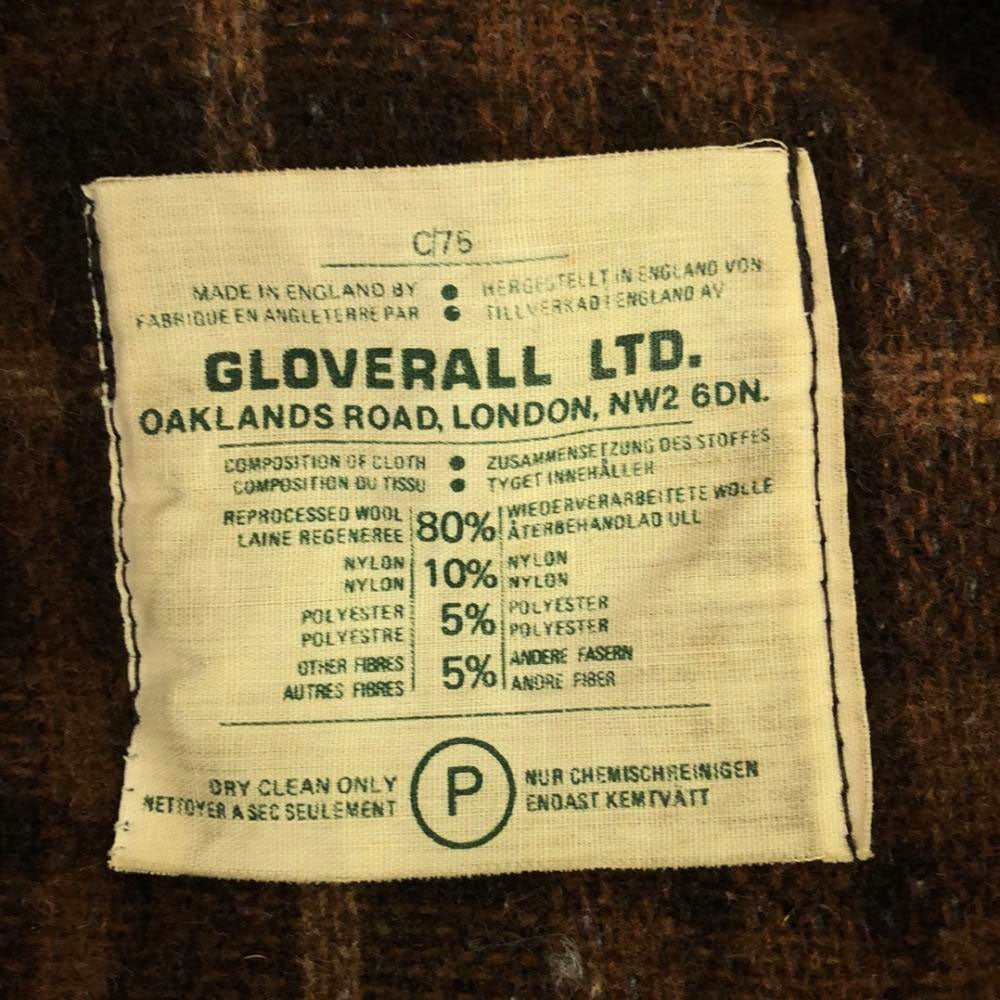 C/76
MADE IN ENGLAND BY ● HERGESTELLT IN ENGLAND VON
FABRIQUE EN ANGLETERRE PAR ● TILLVERKAD I ENGLAND AV
GLOVERALL LTD.
OAKLANDS ROAD, LONDON, NW2 6DN.
COMPOSITION OF CLOTH ● ZUSAMMENSETZUNG DES STOFFES
COMPOSITION DU TISSU ● TYGET INNEHÅLLER
REPROCESSED WOOL 80% WIEDERVERARBEITETE WOLLE
LAINE REGENEREE ÅTERBEHANDLAD ULL
NYLON 10% NYLON
NYLON NYLON
POLYESTER 5% POLYESTER
POLYESTRE POLYESTER
OTHER FIBRES 5% ANDERE FASERN
AUTRES FIBRES ANDRE FIBER
DRY CLEAN ONLY P NUR CHEMISCHREINIGEN
NETTOYER A SEC SEULEMENT ENDAST KEMTVATT